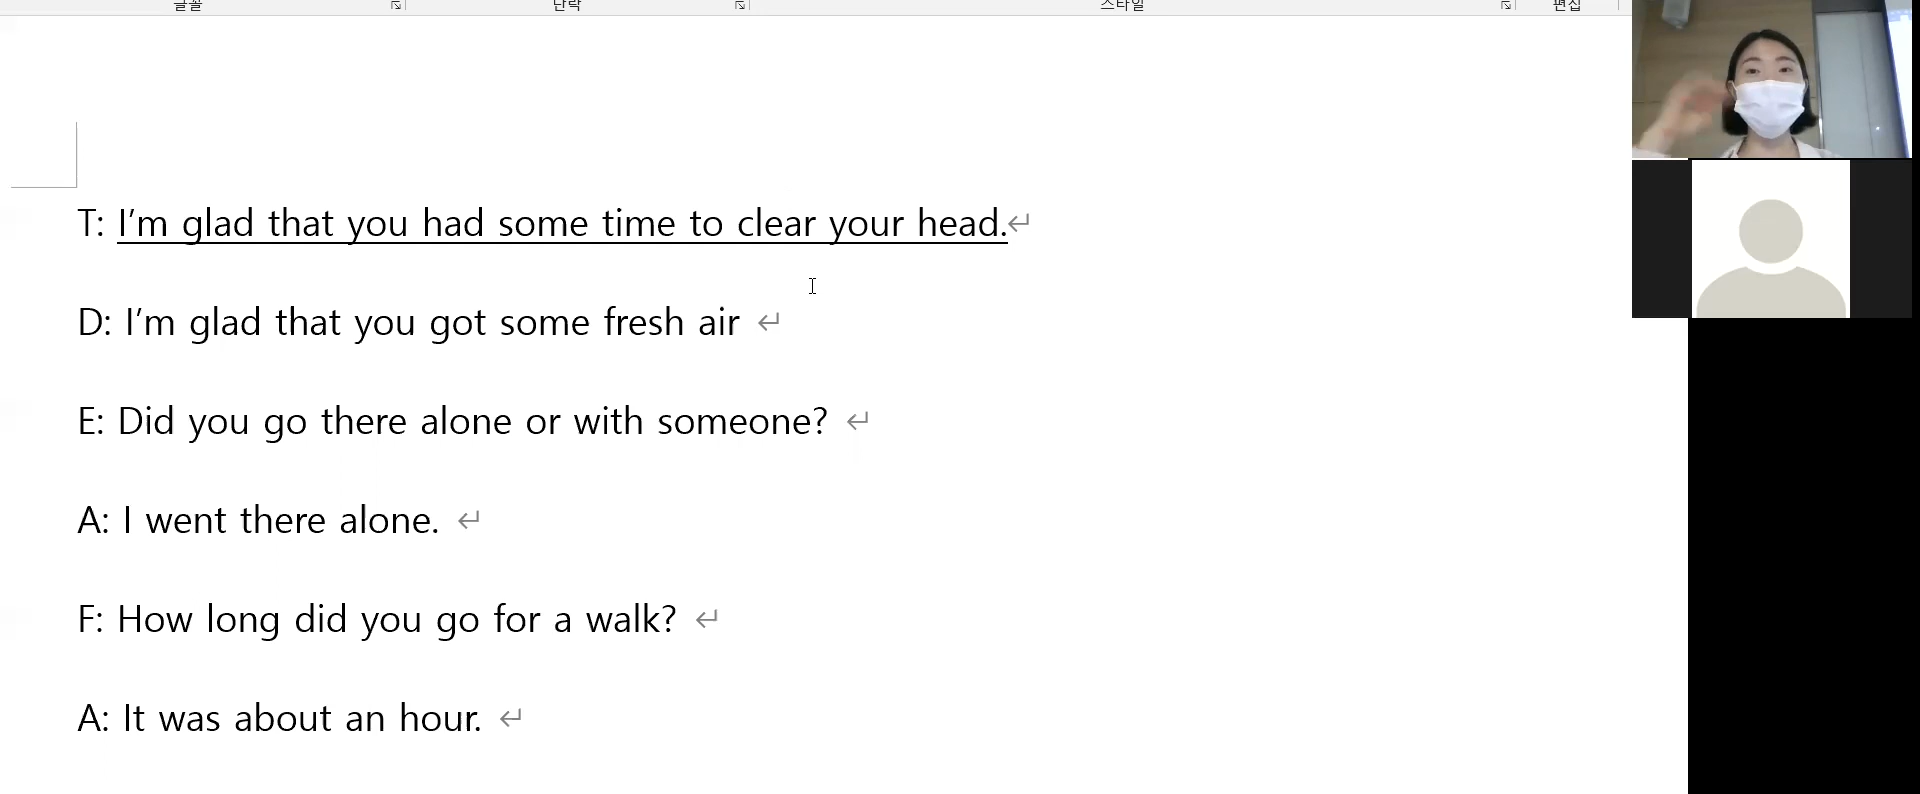 글꼴 단락 스타일 편집
T: I’m glad that you had some time to clear your head.
D: I’m glad that you got some fresh air
E: Did you go there alone or with someone?
A: I went there alone.
F: How long did you go for a walk?
A: It was about an hour.